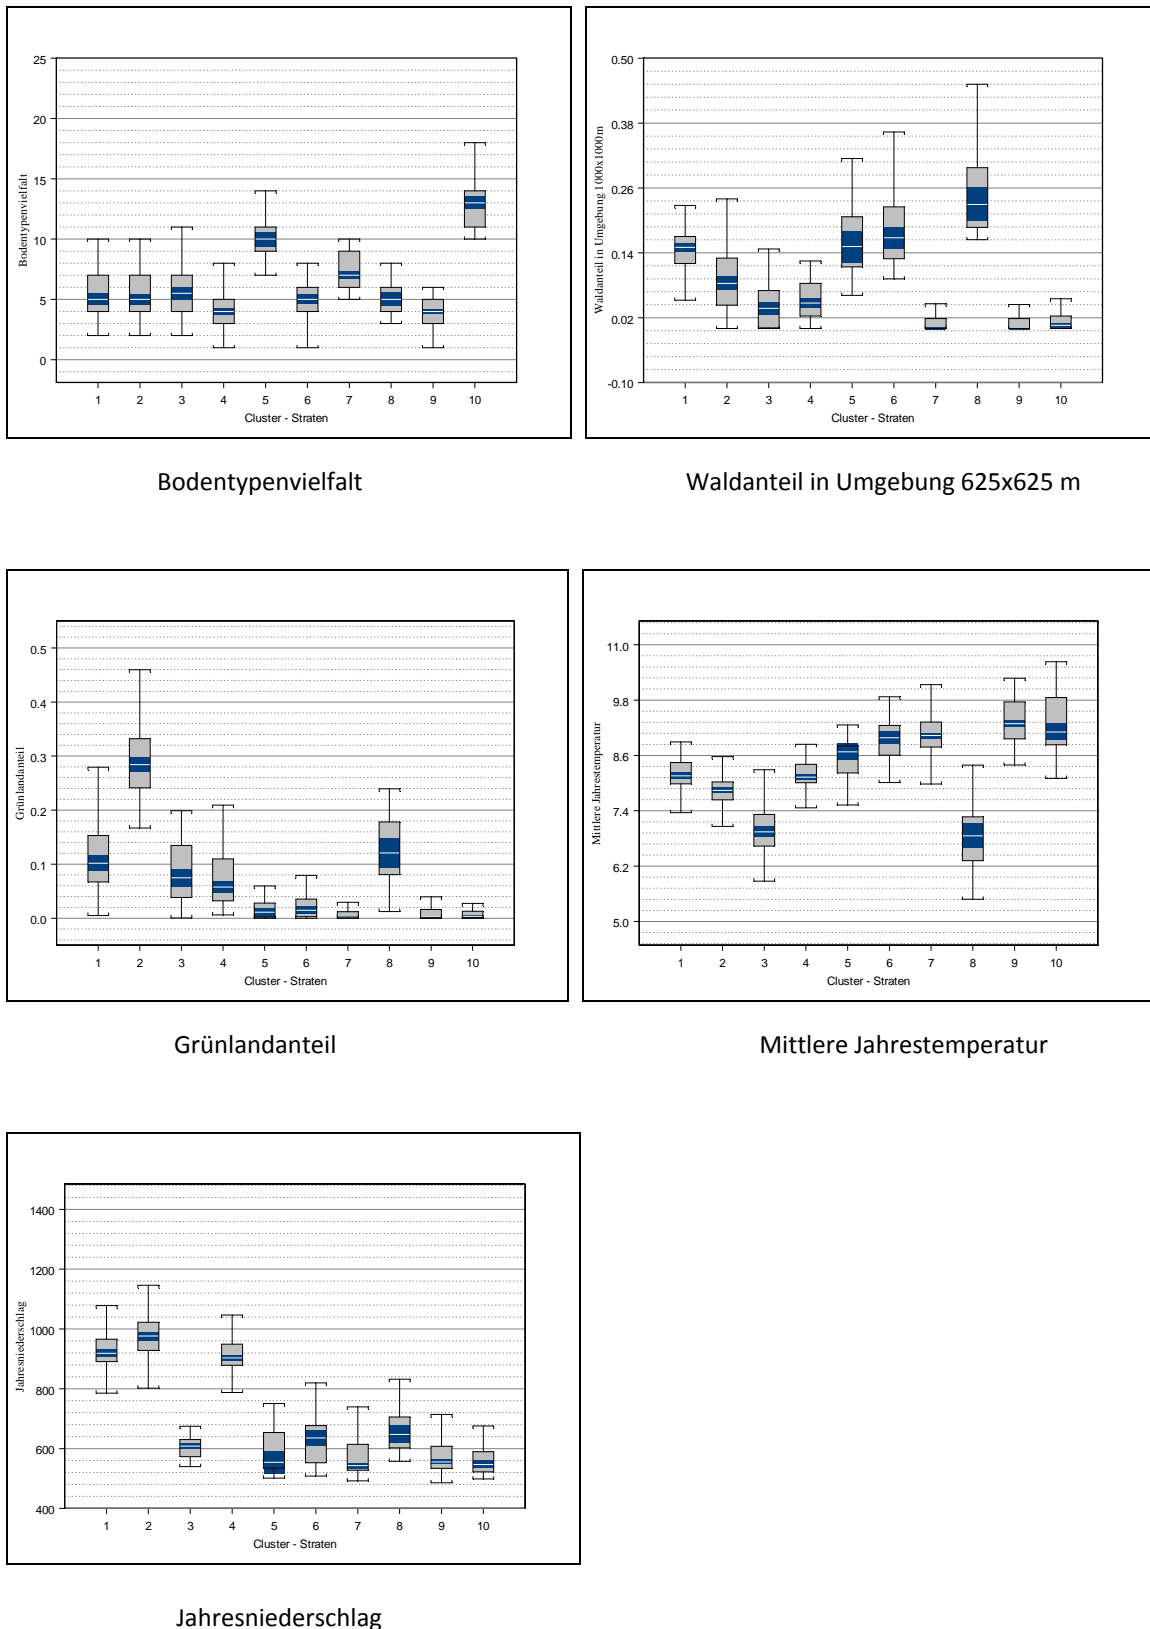 25
20
15
10
5
0
Bodentypenvielfalt
1 2 3 4 5 6 7 8 9 10
Cluster - Straten
Bodentypenvielfalt
0.50
0.38
0.26
0.14
0.02
-0.10
Waldanteil in Umgebung 1000x1000m
1 2 3 4 5 6 7 8 9 10
Cluster - Straten
Waldanteil in Umgebung 625x625 m
0.5
0.4
0.3
0.2
0.1
0.0
Grünlandanteil
1 2 3 4 5 6 7 8 9 10
Cluster - Straten
Grünlandanteil
11.0
9.8
8.6
7.4
6.2
5.0
Mittlere Jahrestemperatur
1 2 3 4 5 6 7 8 9 10
Cluster - Straten
Mittlere Jahrestemperatur
1400
1200
1000
800
600
400
Jahresniederschlag
1 2 3 4 5 6 7 8 9 10
Cluster - Straten
Jahresniederschlag